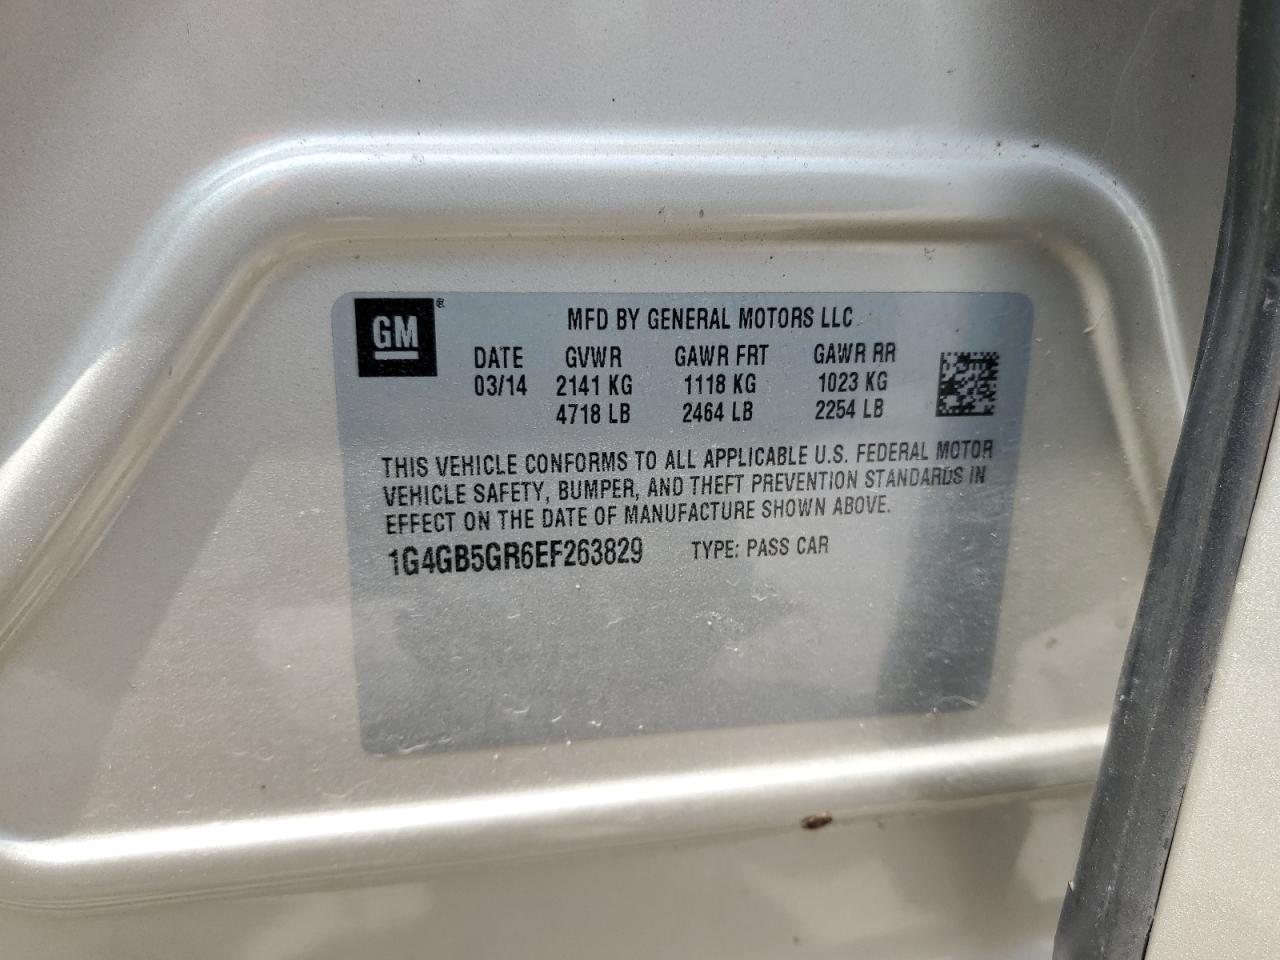 GM®
MFD BY GENERAL MOTORS LLC
DATE GVWR GAWR FRT GAWR RR
03/14 2141 KG 1118 KG 1023 KG
4718 LB 2464 LB 2254 LB
THIS VEHICLE CONFORMS TO ALL APPLICABLE U.S. FEDERAL MOTOR
VEHICLE SAFETY, BUMPER, AND THEFT PREVENTION STANDARDS IN
EFFECT ON THE DATE OF MANUFACTURE SHOWN ABOVE.
1G4GB5GR6EF263829 TYPE: PASS CAR